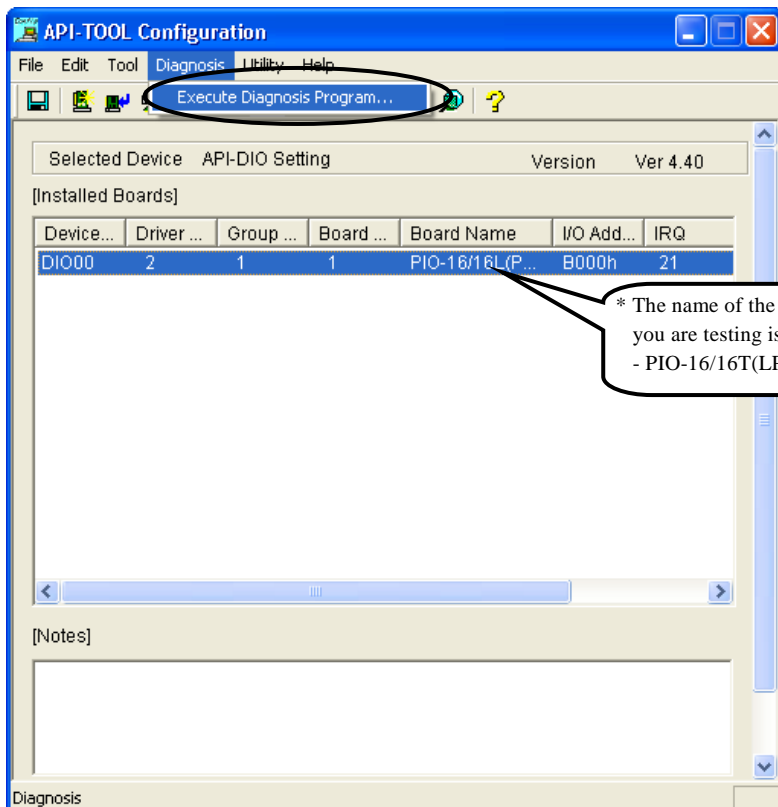 API-TOOL Configuration
File Edit Tool Diagnosis Utility Help
Execute Diagnosis Program...
Selected Device API-DIO Setting Version Ver 4.40
[Installed Boards]
Device... Driver ... Group ... Board ... Board Name I/O Add... IRQ
DIO00 2 1 1 PIO-16/16L(P... B000h 21
* The name of the
you are testing is
- PIO-16/16T(LP
[Notes]
Diagnosis